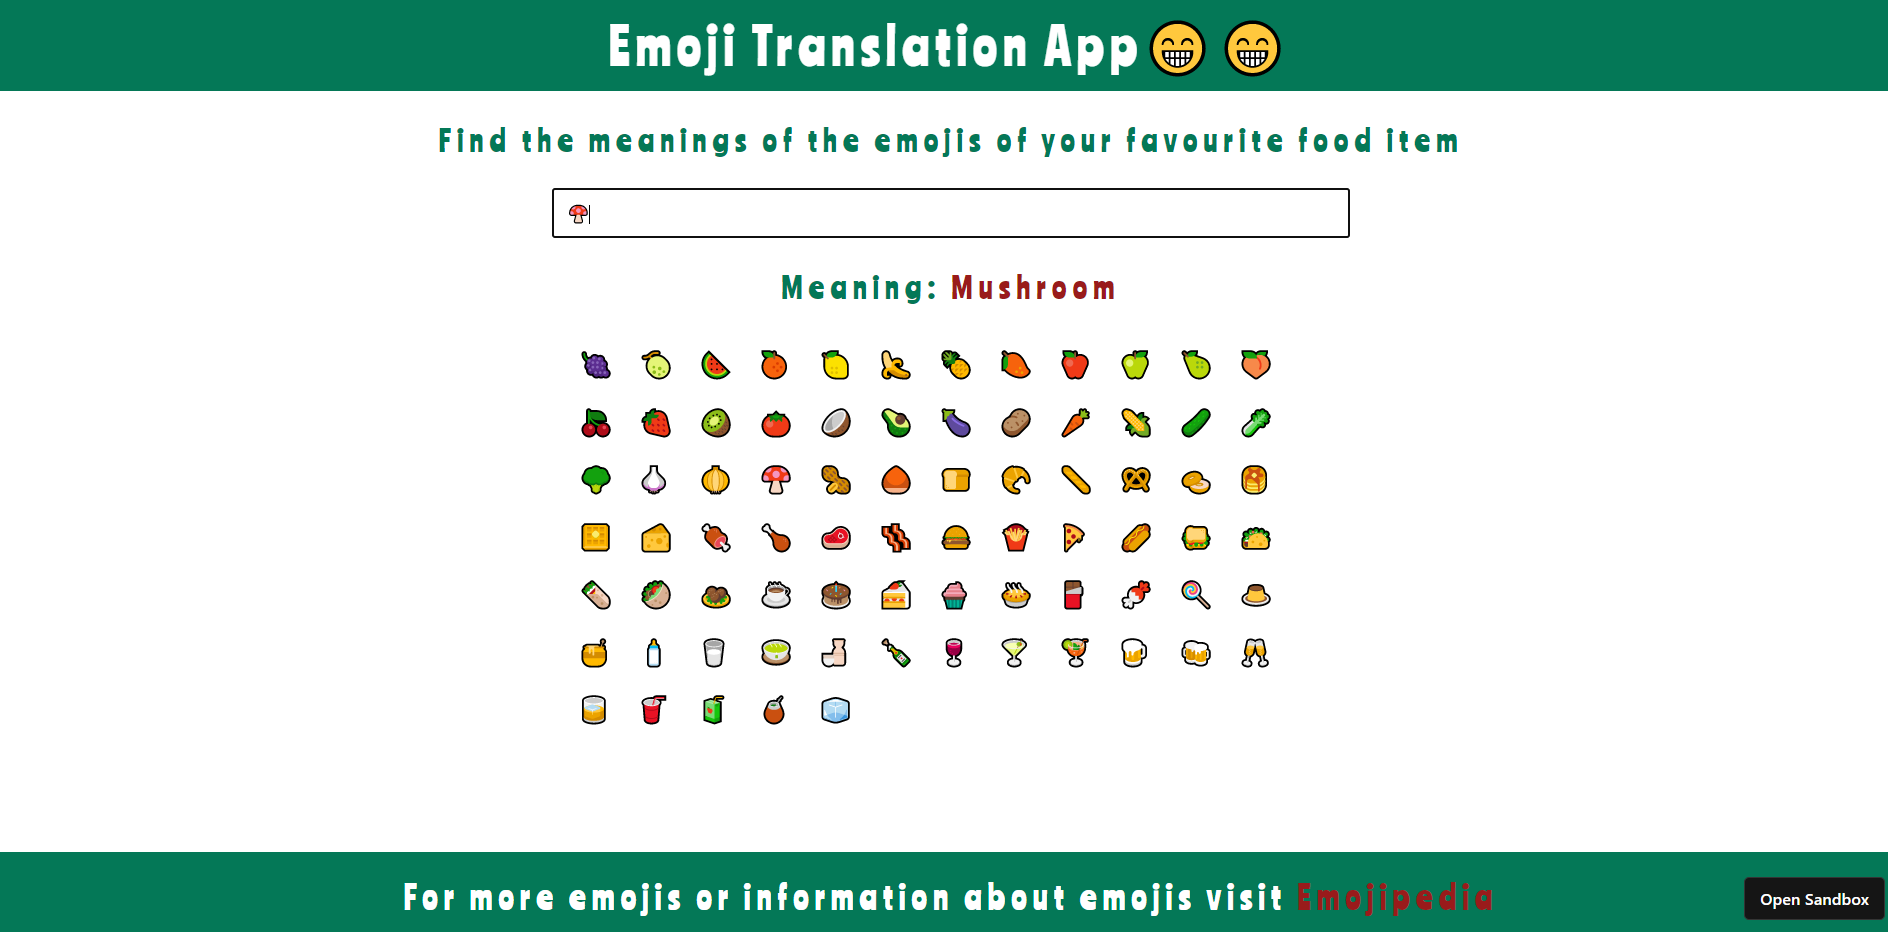 Emoji Translation App
Find the meanings of the emojis of your favourite food item
Meaning: Mushroom
For more emojis or information about emojis visit Emojipedia
Open Sandbox